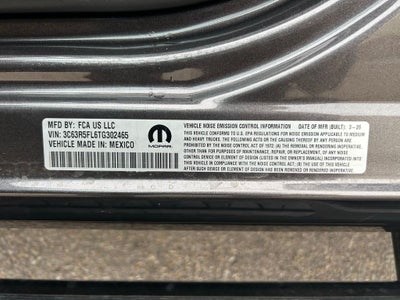 MFD BY: FCA US LLC
VIN: 3C63R5FL6TG302465
VEHICLE MADE IN: MEXICO
MOPAR
VEHICLE NOISE EMISSION CONTROL INFORMATION DATE OF MFR (BUILT)
THIS VEHICLE CONFORMS TO U.S. EPA REGULATIONS FOR NOISE EMISSION APPLICABLE TO MEDIUM
AND HEAVY TRUCKS. THE FOLLOWING ACTS OR THE CAUSING THEREOF BY ANY PERSON ARE
PROHIBITED BY THE NOISE CONTROL ACT OF 1972: (A) THE REMOVAL OR RENDERING INOPERATIVE,
OTHER THAN FOR PURPOSES OF MAINTENANCE, REPAIR, OR REPLACEMENT, OF ANY NOISE
CONTROL DEVICE OR ELEMENT OF DESIGN (LISTED IN THE OWNER'S MANUAL) INCORPORATED INTO
THIS VEHICLE IN COMPLIANCE WITH THE NOISE CONTROL ACT; (B) THE USE OF THIS VEHICLE
AFTER SUCH DEVICE OR ELEMENT OF DESIGN HAS BEEN REMOVED OR RENDERED INOPERATIVE.